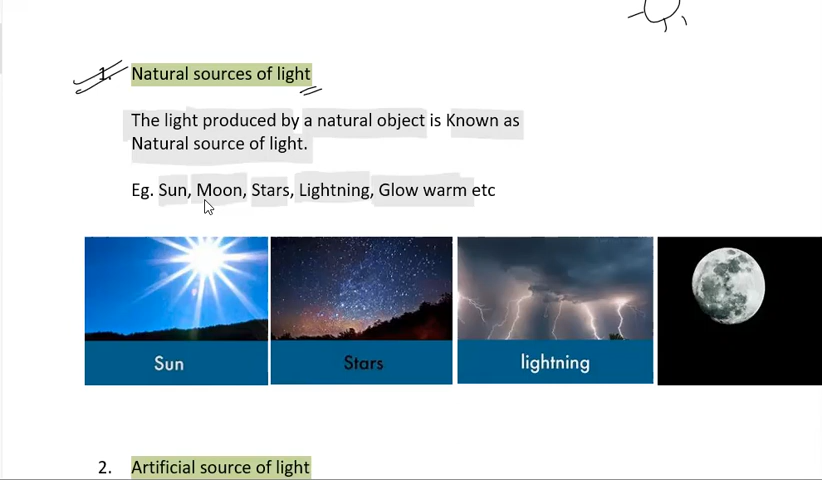 1. Natural sources of light
The light produced by a natural object is Known as
Natural source of light.
Eg. Sun, Moon, Stars, Lightning, Glow warm etc
Sun
Stars
lightning
2. Artificial source of light